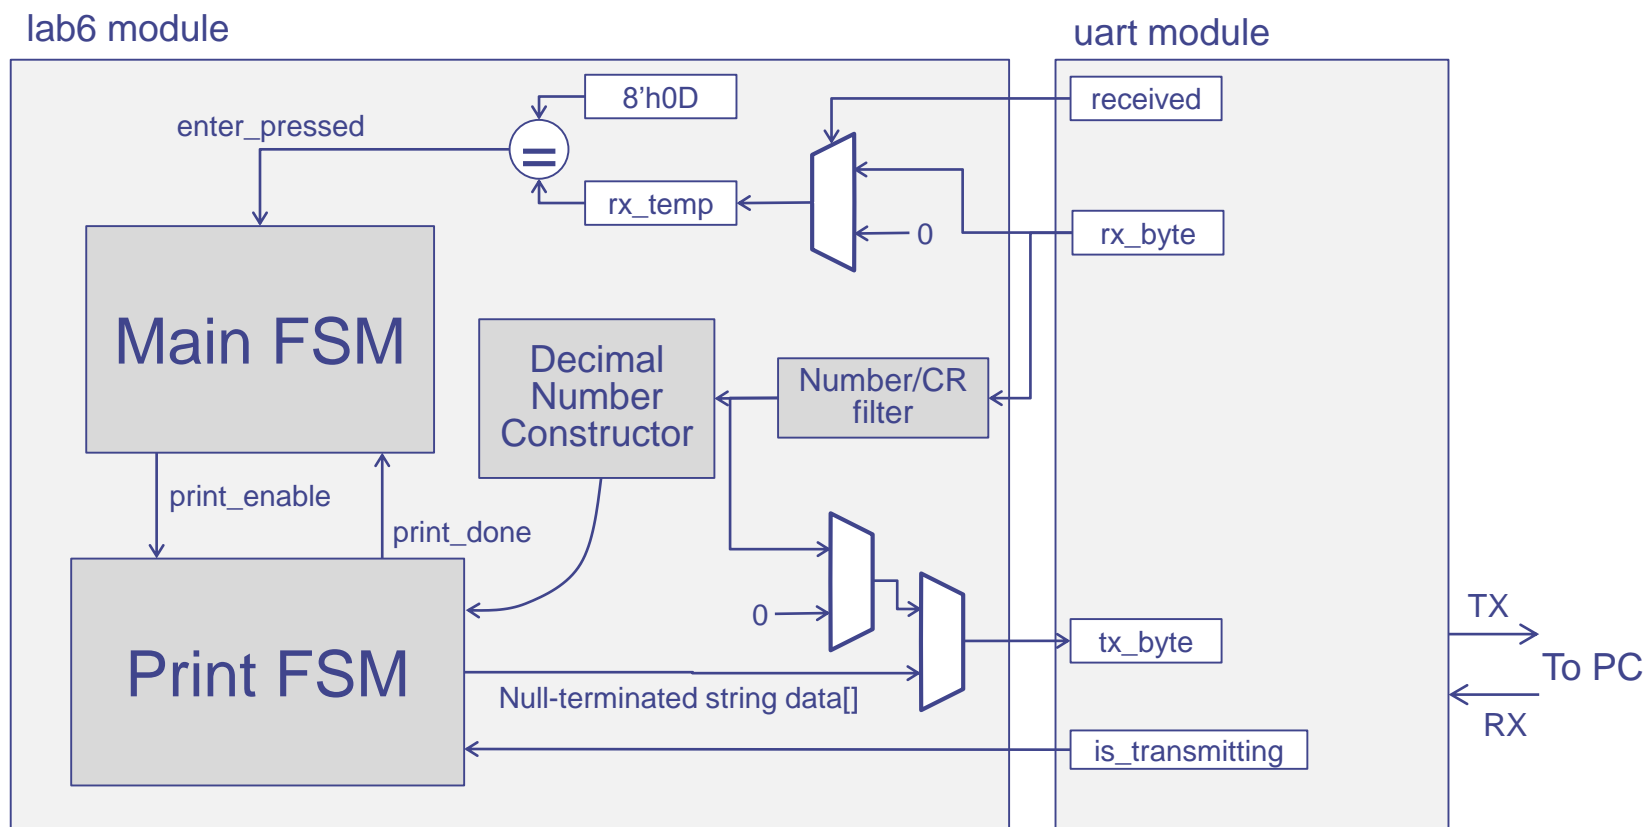 lab6 module
uart module
8'h0D
received
enter_pressed
=
rx_temp
0
rx_byte
Main FSM
Decimal
Number
Constructor
Number/CR
filter
print_enable
print_done
0
tx_byte
TX
To PC
RX
Print FSM
Null-terminated string data[]
is_transmitting